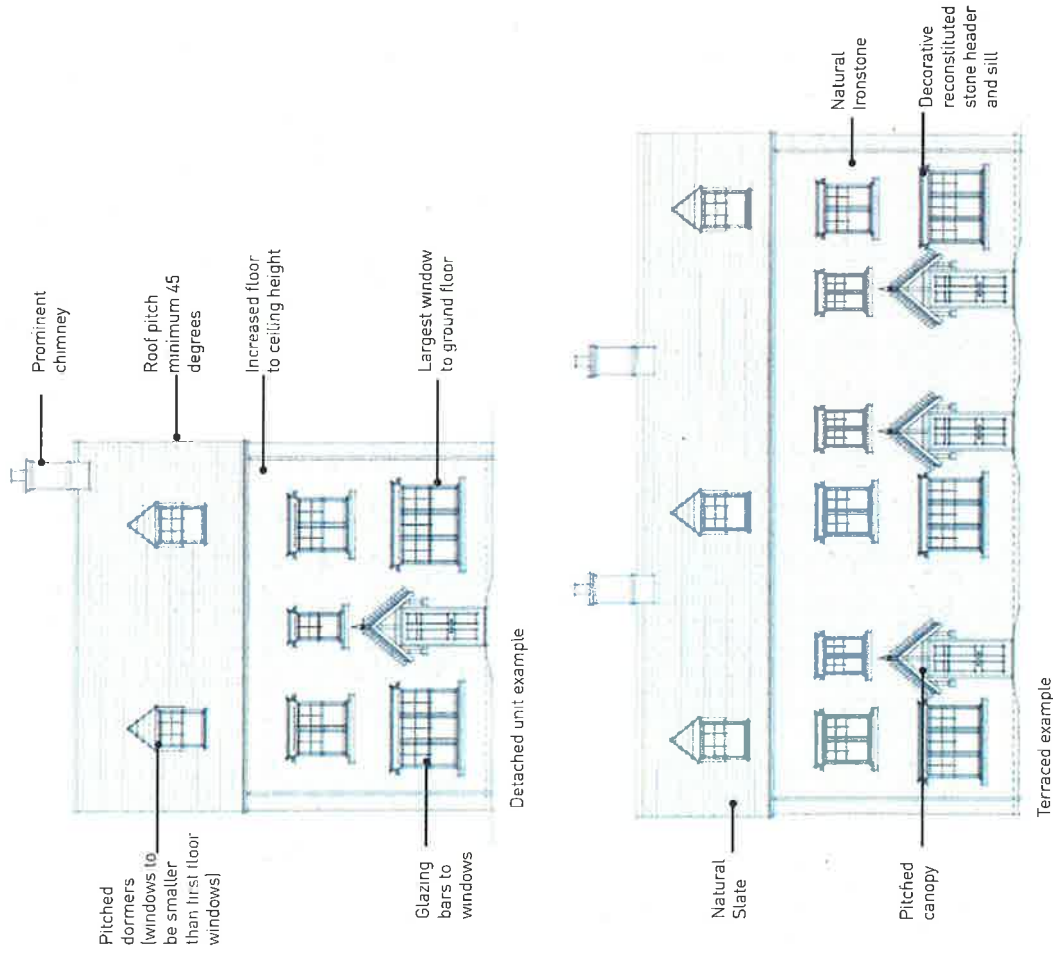 Prominent
chimney
Roof pitch
minimum 45
degrees
Increased floor
to ceiling height
Largest window
to ground floor
Pitched
dormers
(windows to
be smaller
than first floor
windows)
Glazing
bars to
windows
Detached unit example
Natural
Ironstone
Decorative
reconstituted
stone header
and sill
Natural
Slate
Pitched
canopy
Terraced example